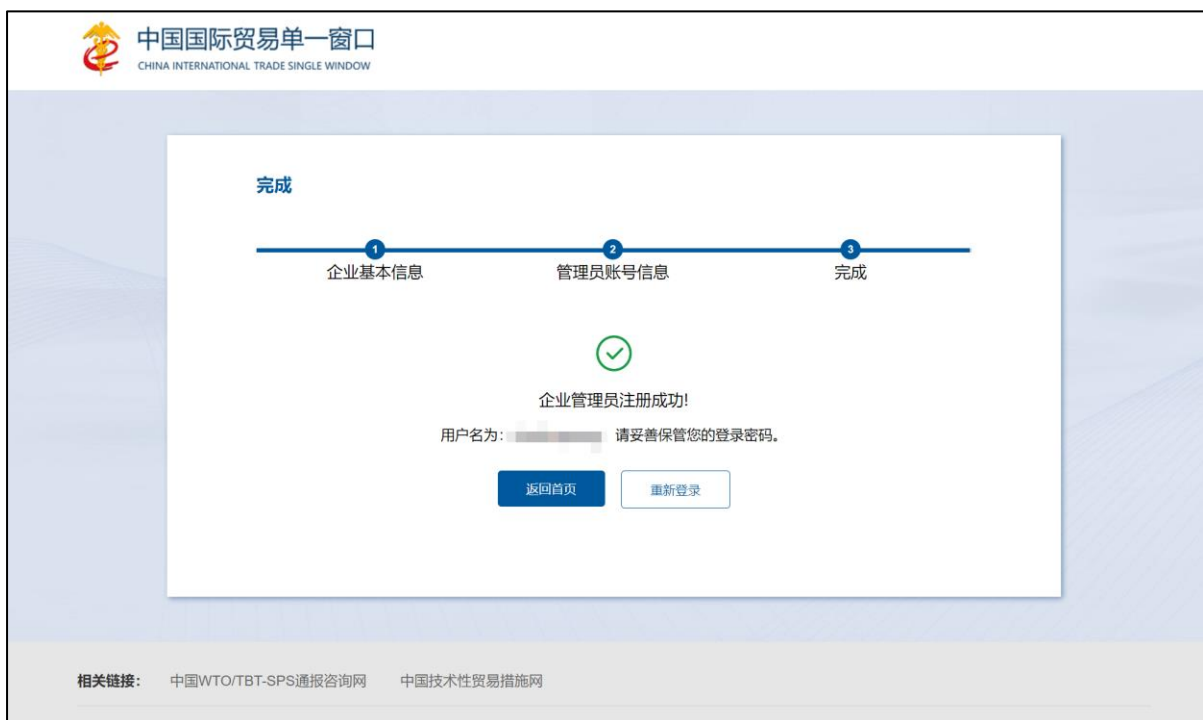 中国国际贸易单一窗口
CHINA INTERNATIONAL TRADE SINGLE WINDOW
完成
1 2 3
企业基本信息 管理员账号信息 完成
企业管理员注册成功!
用户名为: 请妥善保管您的登录密码。
返回首页 重新登录
相关链接: 中国WTO/TBT-SPS通报咨询网 中国技术性贸易措施网